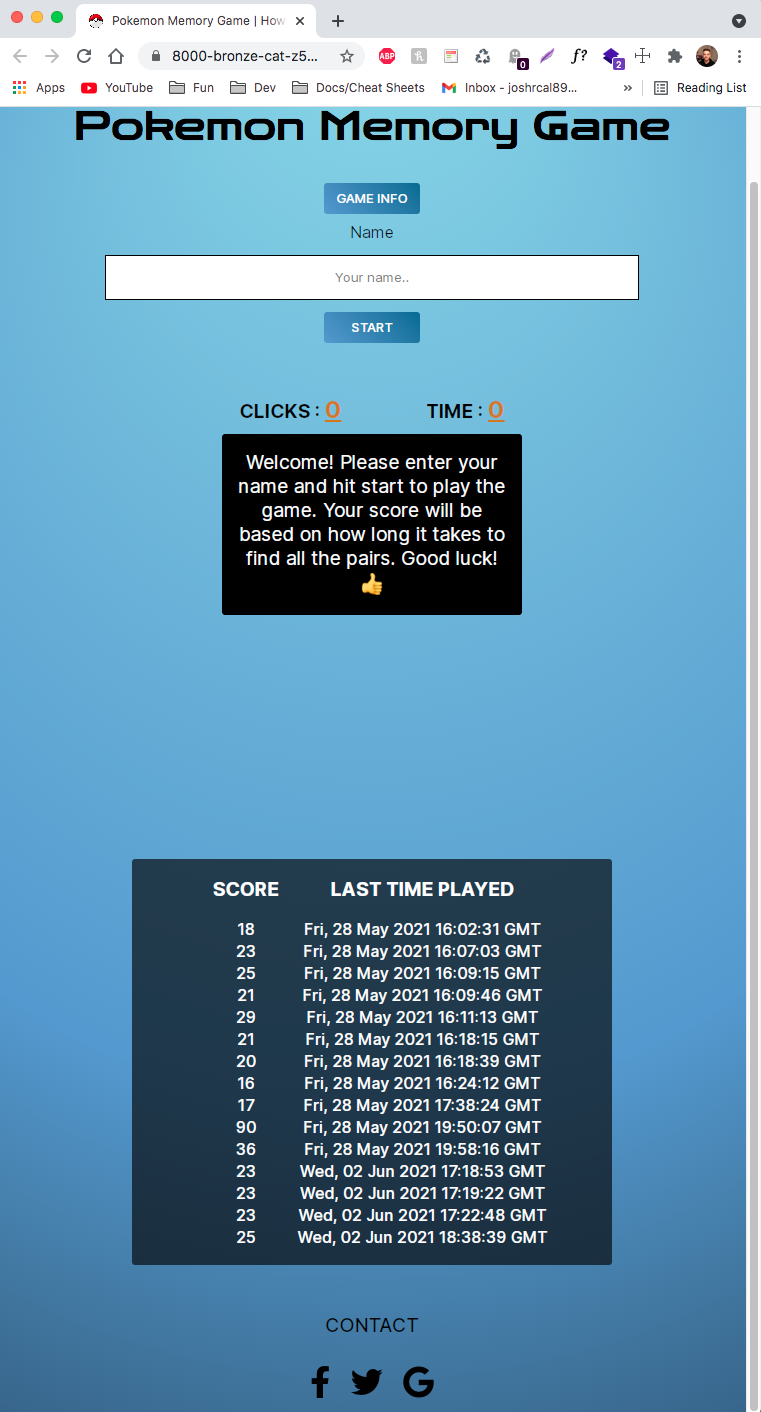 Pokemon Memory Game | How
8000-bronze-cat-z5...
ABP
0
f?
2
Apps
YouTube
Fun
Dev
Docs/Cheat Sheets
Inbox - joshrcal89...
»
Reading List
Pokemon Memory Game
GAME INFO
Name
Your name..
START
CLICKS : 0 TIME : 0
Welcome! Please enter your
name and hit start to play the
game. Your score will be
based on how long it takes to
find all the pairs. Good luck!
👍
SCORE LAST TIME PLAYED
18 Fri, 28 May 2021 16:02:31 GMT
23 Fri, 28 May 2021 16:07:03 GMT
25 Fri, 28 May 2021 16:09:15 GMT
21 Fri, 28 May 2021 16:09:46 GMT
29 Fri, 28 May 2021 16:11:13 GMT
21 Fri, 28 May 2021 16:18:15 GMT
20 Fri, 28 May 2021 16:18:39 GMT
16 Fri, 28 May 2021 16:24:12 GMT
17 Fri, 28 May 2021 17:38:24 GMT
90 Fri, 28 May 2021 19:50:07 GMT
36 Fri, 28 May 2021 19:58:16 GMT
23 Wed, 02 Jun 2021 17:18:53 GMT
23 Wed, 02 Jun 2021 17:19:22 GMT
23 Wed, 02 Jun 2021 17:22:48 GMT
25 Wed, 02 Jun 2021 18:38:39 GMT
CONTACT